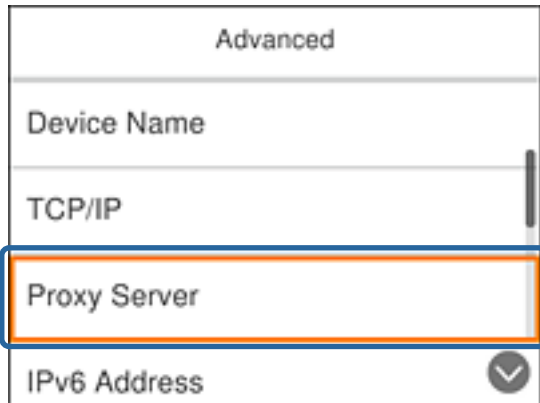 Advanced
Device Name
TCP/IP
Proxy Server
IPv6 Address